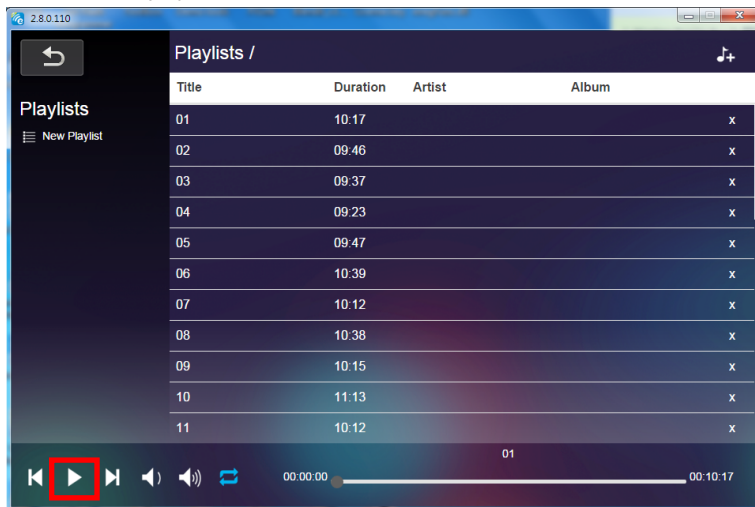 2.8.0.110
Playlists /
Playlists
New Playlist
Title Duration Artist Album
01 10:17 x
02 09:46 x
03 09:37 x
04 09:23 x
05 09:47 x
06 10:39 x
07 10:12 x
08 10:38 x
09 10:15 x
10 11:13 x
11 10:12 x
01
00:00:00 00:10:17